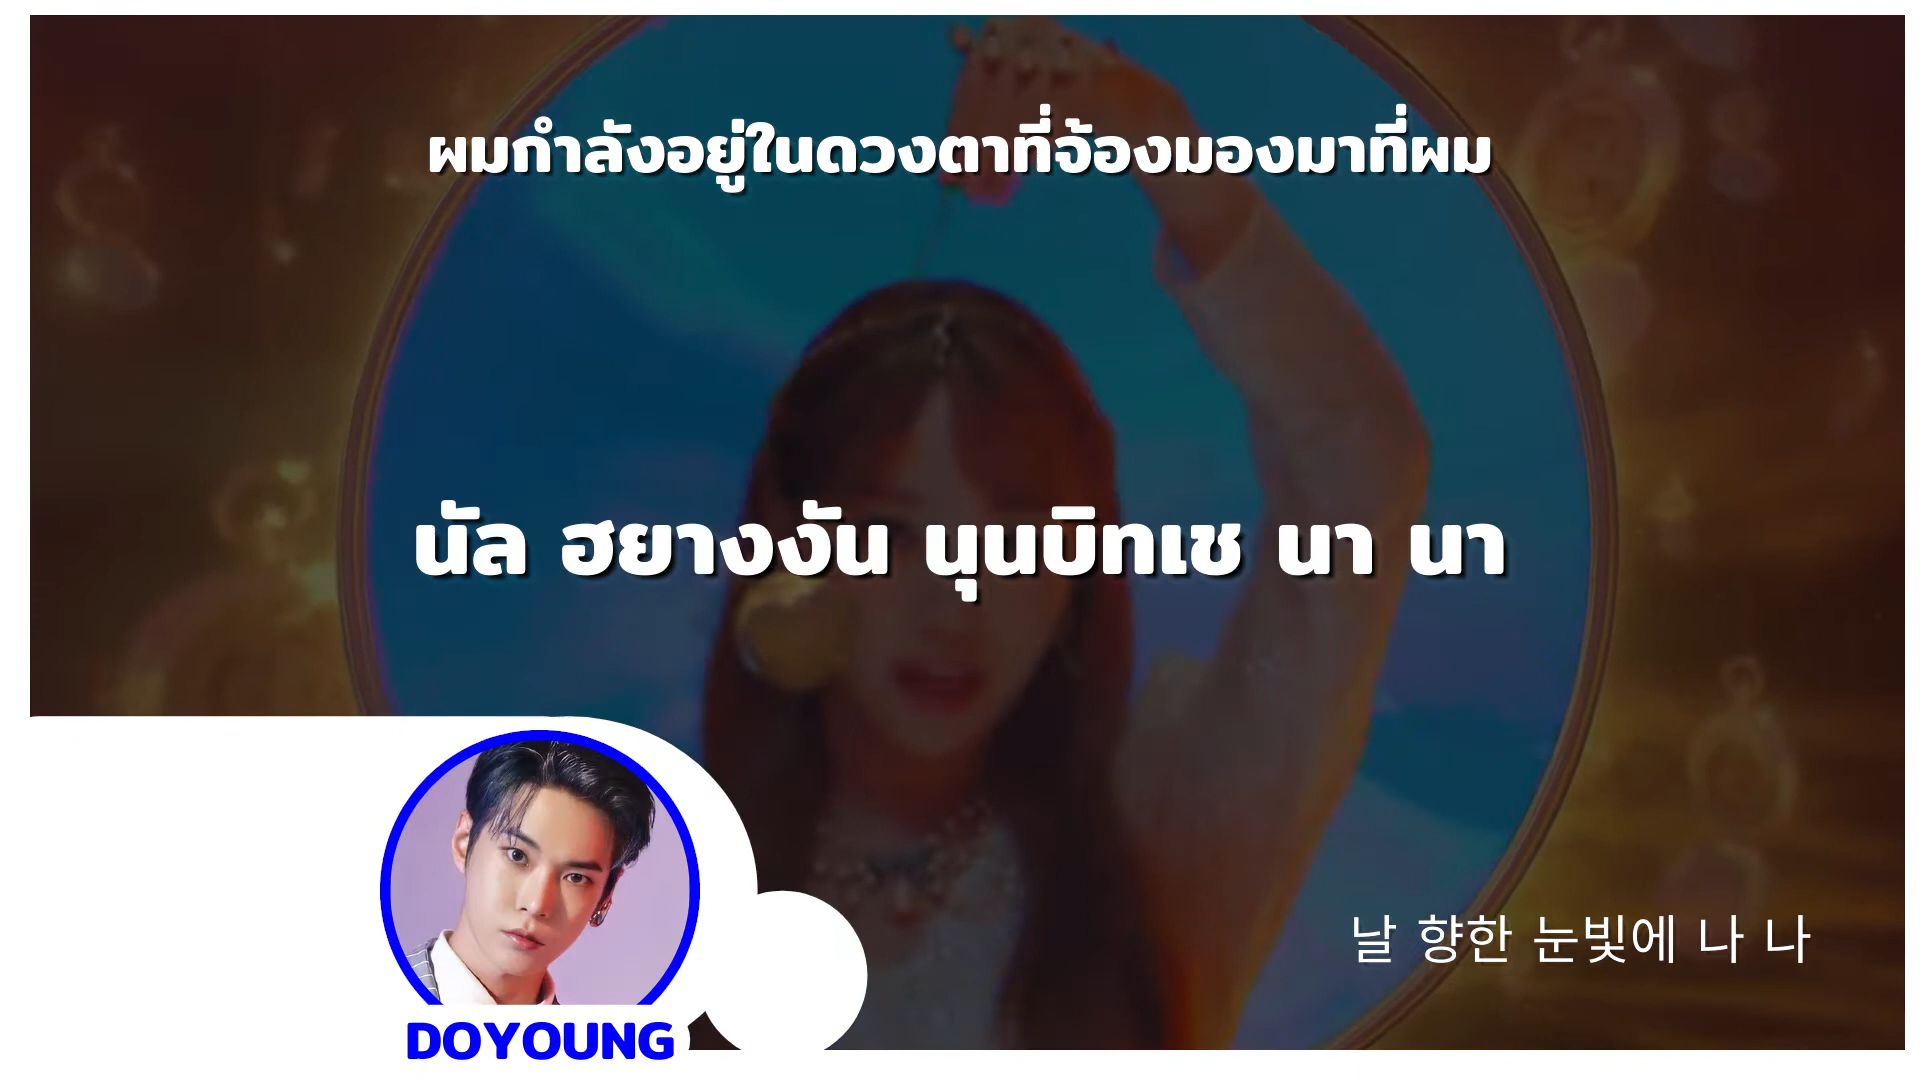 ผมกำลังอยู่ในดวงตาที่จ้องมองมาที่ผม
นัล ฮยางงัน นุนบิทเช นา นา
날 향한 눈빛에 나 나
DOYOUNG